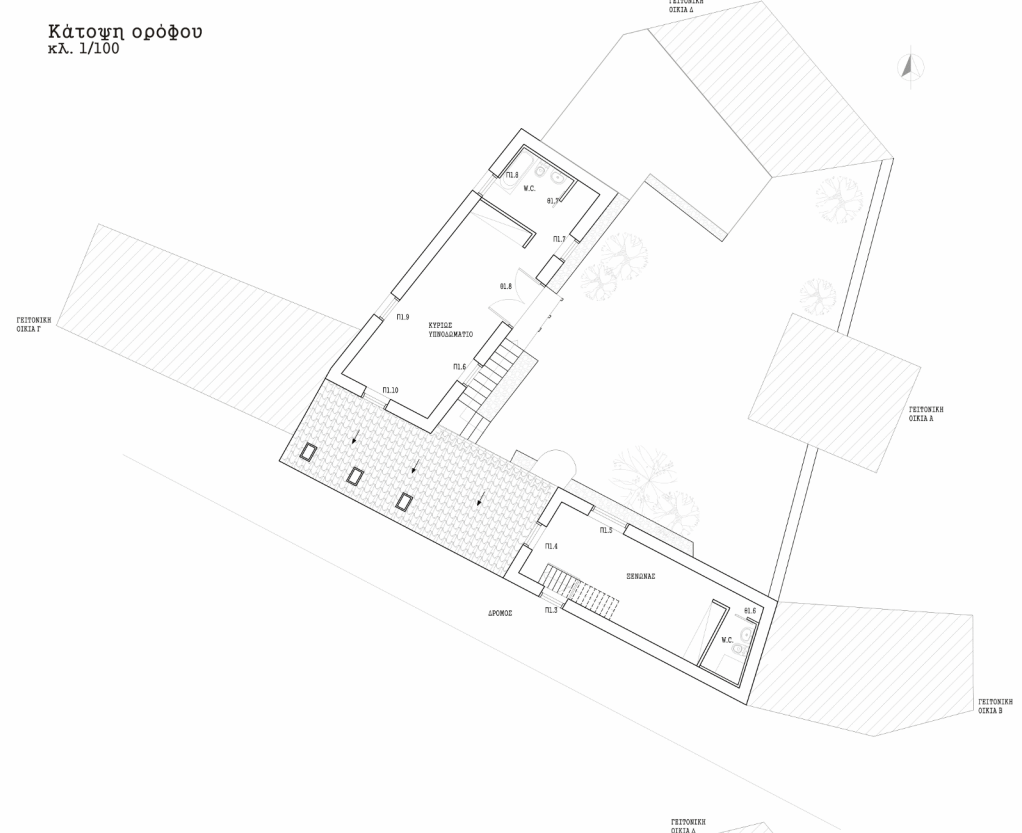 Κάτοψη ορόφου
κλ. 1/100
ΓΕΙΤΟΝΙΚΗ
ΟΙΚΙΑ Δ
Π1.8
W.C.
θ1.7
Π1.7
θ1.8
Π1.9
ΚΥΡΙΩΣ
ΥΠΝΟΔΩΜΑΤΙΟ
ΓΕΙΤΟΝΙΚΗ
ΟΙΚΙΑ Γ
Π1.6
Π1.10
ΓΕΙΤΟΝΙΚΗ
ΟΙΚΙΑ Α
Π1.5
Π1.4
ΞΕΝΩΝΑΣ
Π1.3
ΔΡΟΜΟΣ
θ1.6
W.C.
ΓΕΙΤΟΝΙΚΗ
ΟΙΚΙΑ Β
ΓΕΙΤΟΝΙΚΗ
ΟΙΚΙΑ Δ